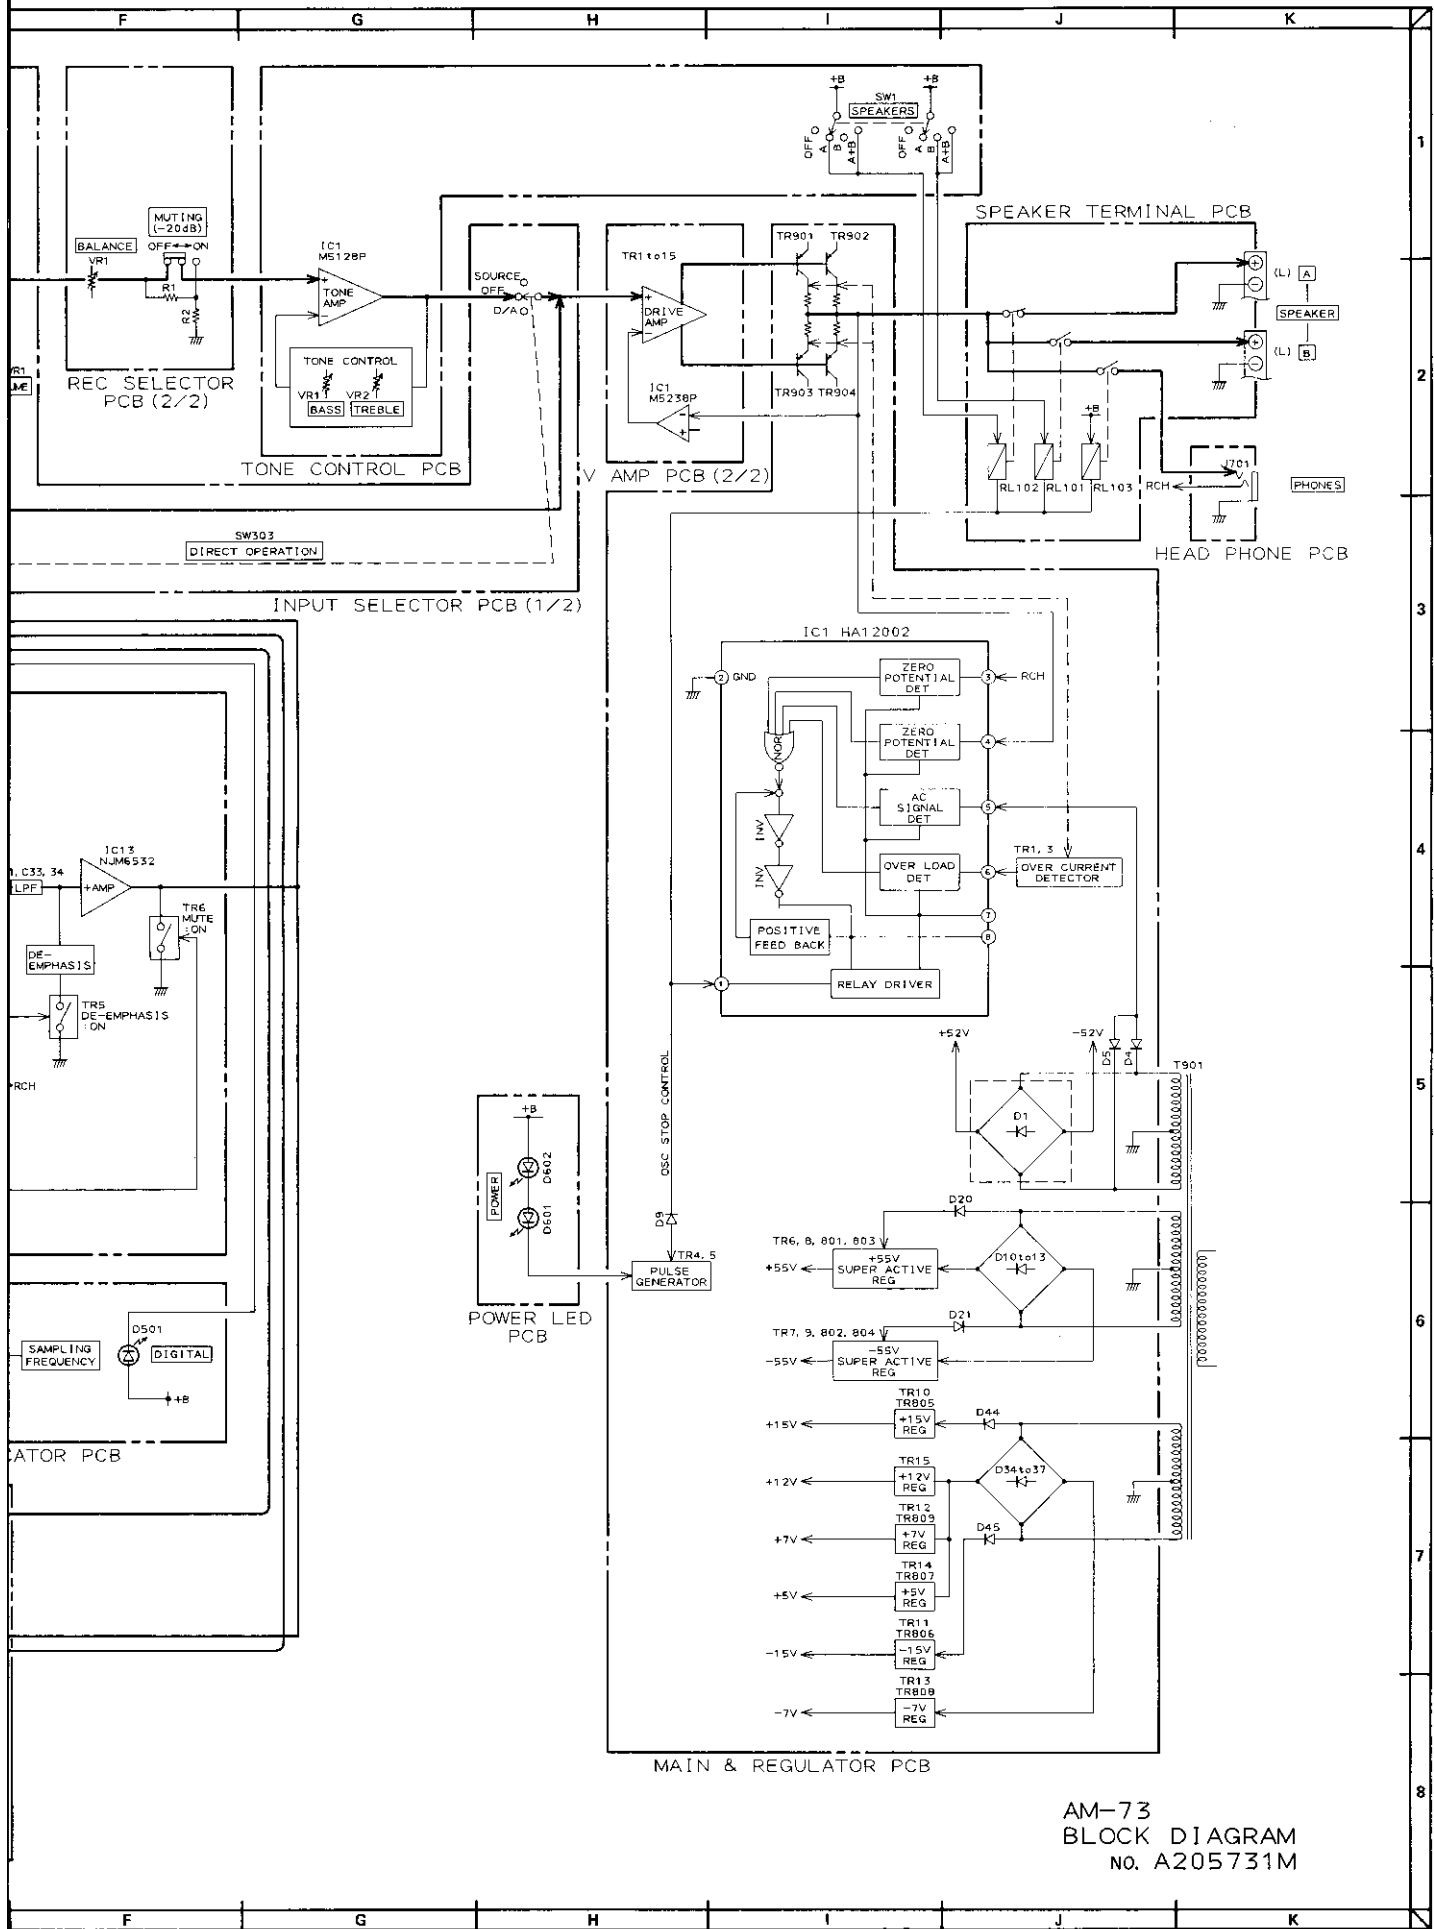 F G H I J K
+B +B
SW1
SPEAKERS
OFF A B A+B OFF A B A+B
1
SPEAKER TERMINAL PCB
MUTING
(-20dB)
OFF↔ON
BALANCE
VR1
R1
R2
REC SELECTOR
PCB (2/2)
IC1
M5128P
TONE
AMP
TONE CONTROL
VR1 VR2
BASS TREBLE
TONE CONTROL PCB
SOURCE
OFF
D/A
TR1to15
DRIVE
AMP
IC1
M5238P
V AMP PCB (2/2)
TR901 TR902
TR903 TR904
(L) A
SPEAKER
(L) B
2
+B
RL102 RL101 RL103
J701
RCH
PHONES
HEAD PHONE PCB
SW303
DIRECT OPERATION
INPUT SELECTOR PCB (1/2)
3
IC1 HA12002
2 GND
ZERO
POTENTIAL
DET
3 RCH
ZERO
POTENTIAL
DET
4
NOR
AC
SIGNAL
DET
5
INV
INV
OVER LOAD
DET
6
TR1, 3
OVER CURRENT
DETECTOR
7
POSITIVE
FEED BACK
8
1
RELAY DRIVER
4
IC13
NJM6532
, C33, 34
LPF
+AMP
TR6
MUTE
:ON
DE-
EMPHASIS
TR5
DE-EMPHASIS
:ON
RCH
+52V -52V
D5 D4
T901
D1
5
OSC STOP CONTROL
+B
D602
POWER
D601
POWER LED
PCB
D9
TR4, 5
PULSE
GENERATOR
D20
TR6, 8, 801, 803
+55V
+55V
SUPER ACTIVE
REG
D10to13
D21
TR7, 9, 802, 804
-55V
-55V
SUPER ACTIVE
REG
6
D501
SAMPLING
FREQUENCY
DIGITAL
+B
CATOR PCB
TR10
TR805
+15V
+15V
REG
D44
TR15
+12V
+12V
REG
D34to37
TR12
TR809
+7V
+7V
REG
D45
TR14
TR807
+5V
+5V
REG
TR11
TR806
-15V
-15V
REG
TR13
TR808
-7V
-7V
REG
7
MAIN & REGULATOR PCB
8
AM-73
BLOCK DIAGRAM
NO. A205731M
F G H I J K